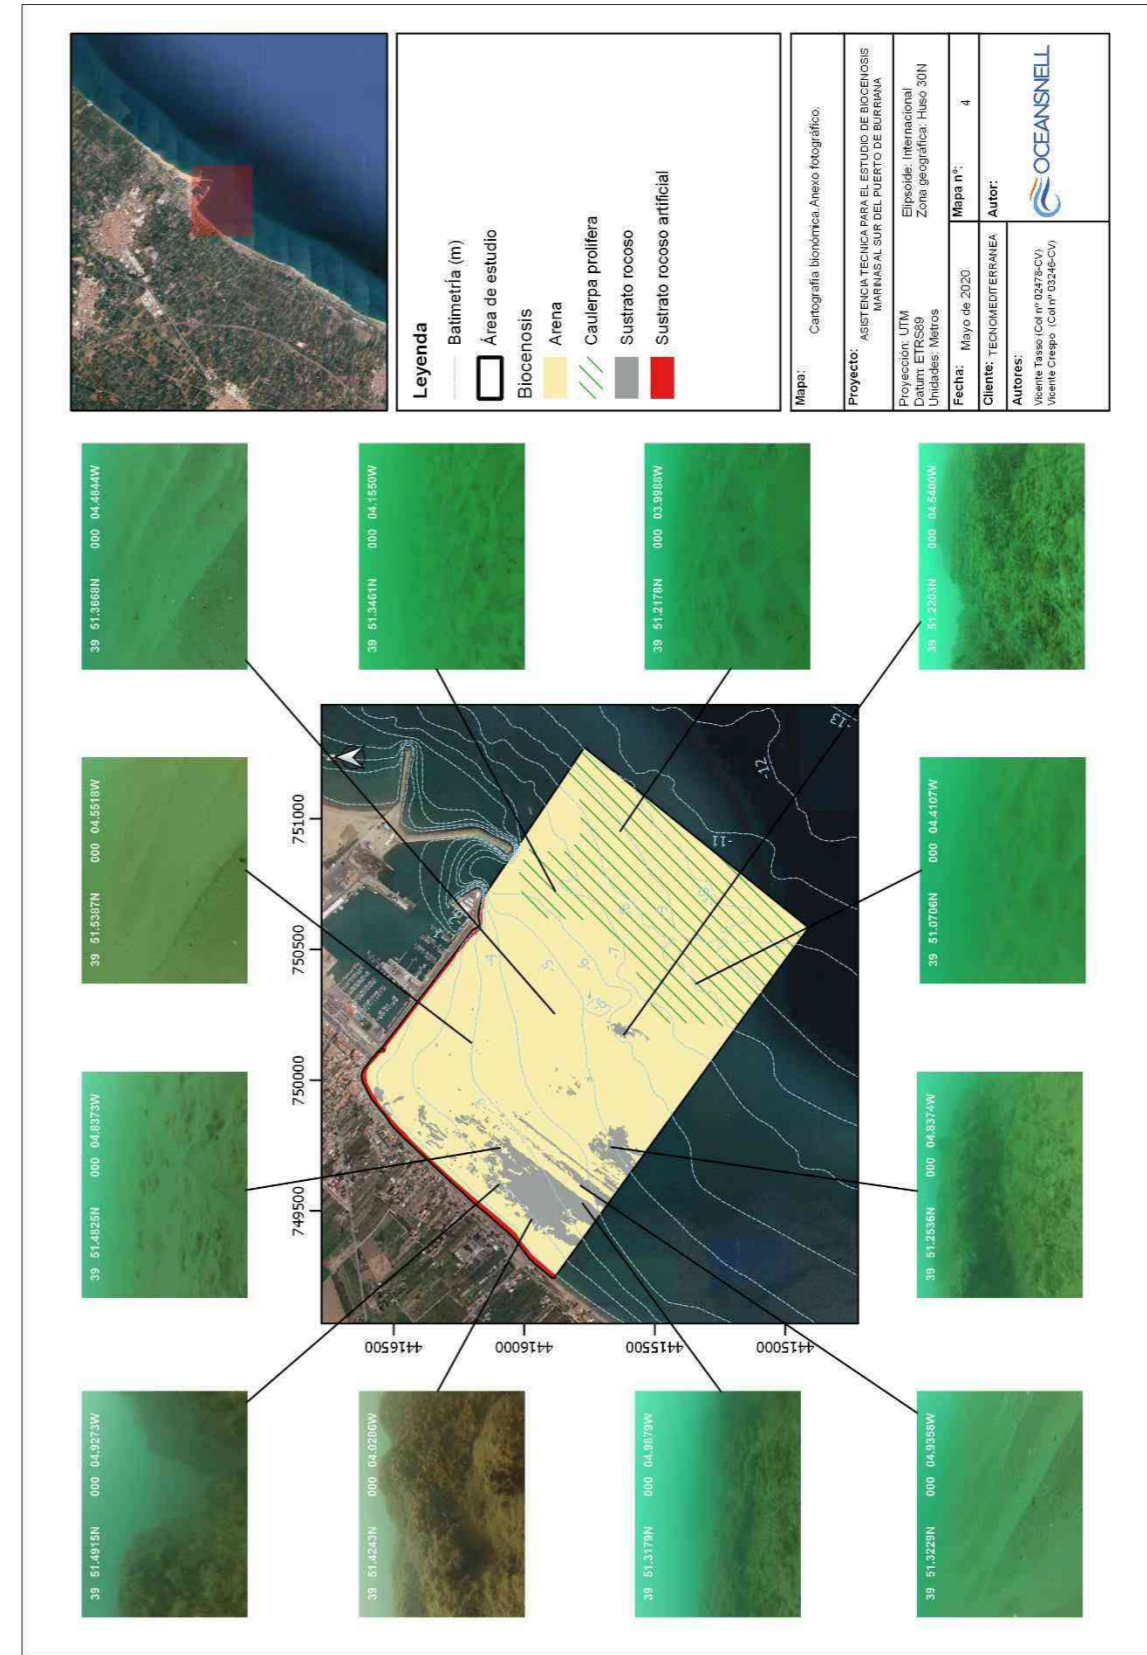 39 51.4915N 000 04.9273W
39 51.4825N 000 04.8373W
39 51.5387N 000 04.5518W
39 51.3668N 000 04.4844W
39 51.4243N 000 04.0286W
39 51.3461N 000 04.1550W
39 51.3179N 000 04.9879W
39 51.2178N 000 03.9988W
39 51.3229N 000 04.9358W
39 51.2536N 000 04.8374W
39 51.0706N 000 04.4107W
39 51.2203N 000 04.5400W
749500
750000
750500
751000
4416500
4416000
4415500
4415000
-4
-5
-6
-7
-11
-12
-13
Leyenda
Batimetría (m)
Área de estudio
Biocenosis
Arena
Caulerpa prolifera
Sustrato rocoso
Sustrato rocoso artificial
Mapa:
Cartografía bionómica. Anexo fotográfico.
Proyecto:
ASISTENCIA TECNICA PARA EL ESTUDIO DE BIOCENOSIS
MARINAS AL SUR DEL PUERTO DE BURRIANA
Proyección: UTM
Datum: ETRS89
Unidades: Metros
Elipsoide: Internacional
Zona geográfica: Huso 30N
Fecha: Mayo de 2020
Mapa nº: 4
Cliente: TECNOMEDITERRANEA
Autor:
OCEANSNELL
Autores:
Vicente Tasso (Col nº 02478-CV)
Vicente Crespo (Col nº 03246-CV)